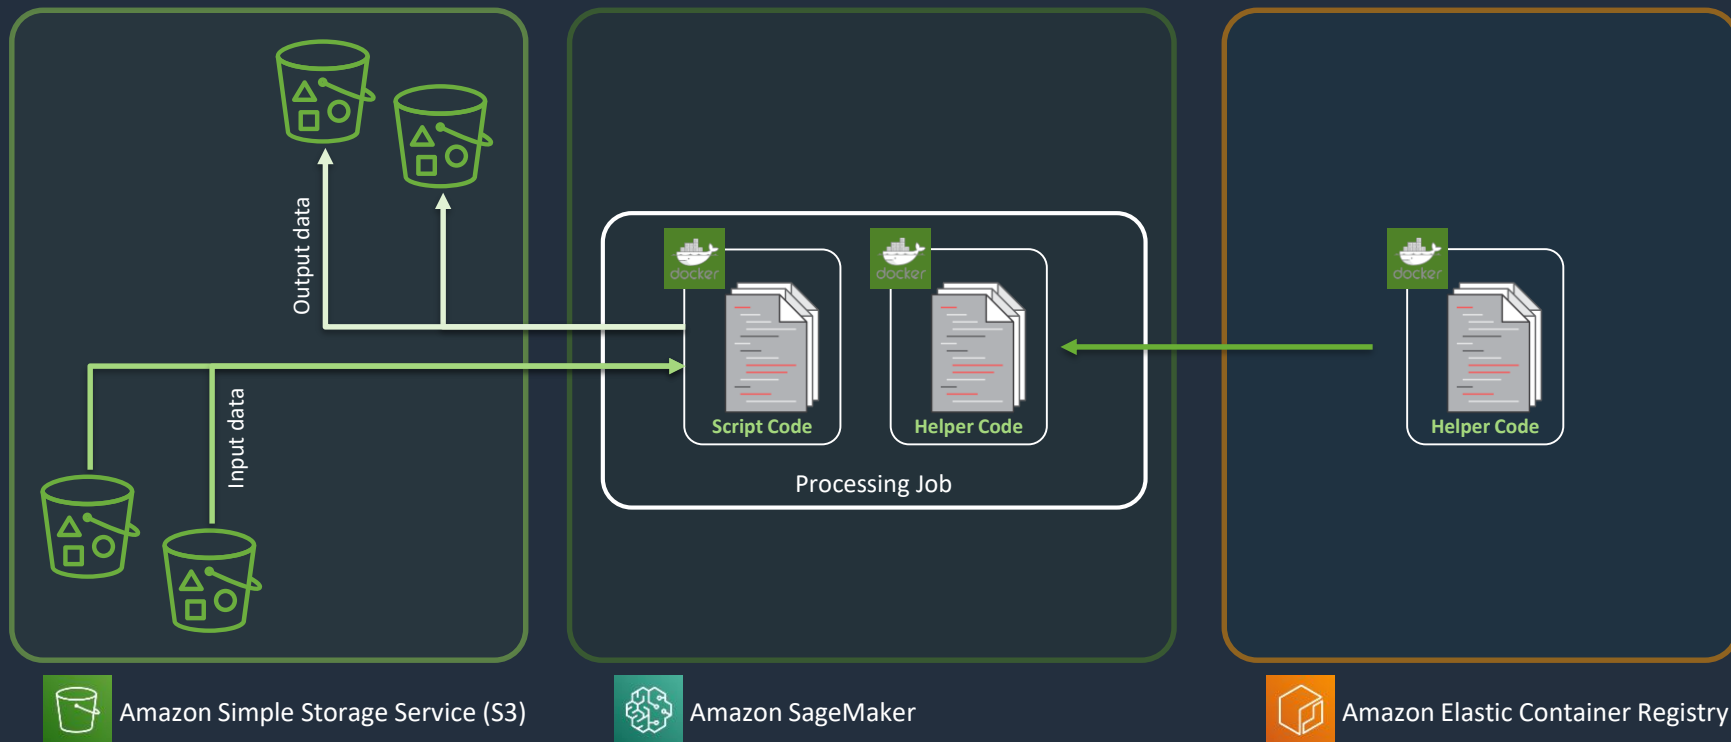 Output data
Input data
docker
Script Code
docker
Helper Code
Processing Job
docker
Helper Code
Amazon Simple Storage Service (S3)
Amazon SageMaker
Amazon Elastic Container Registry